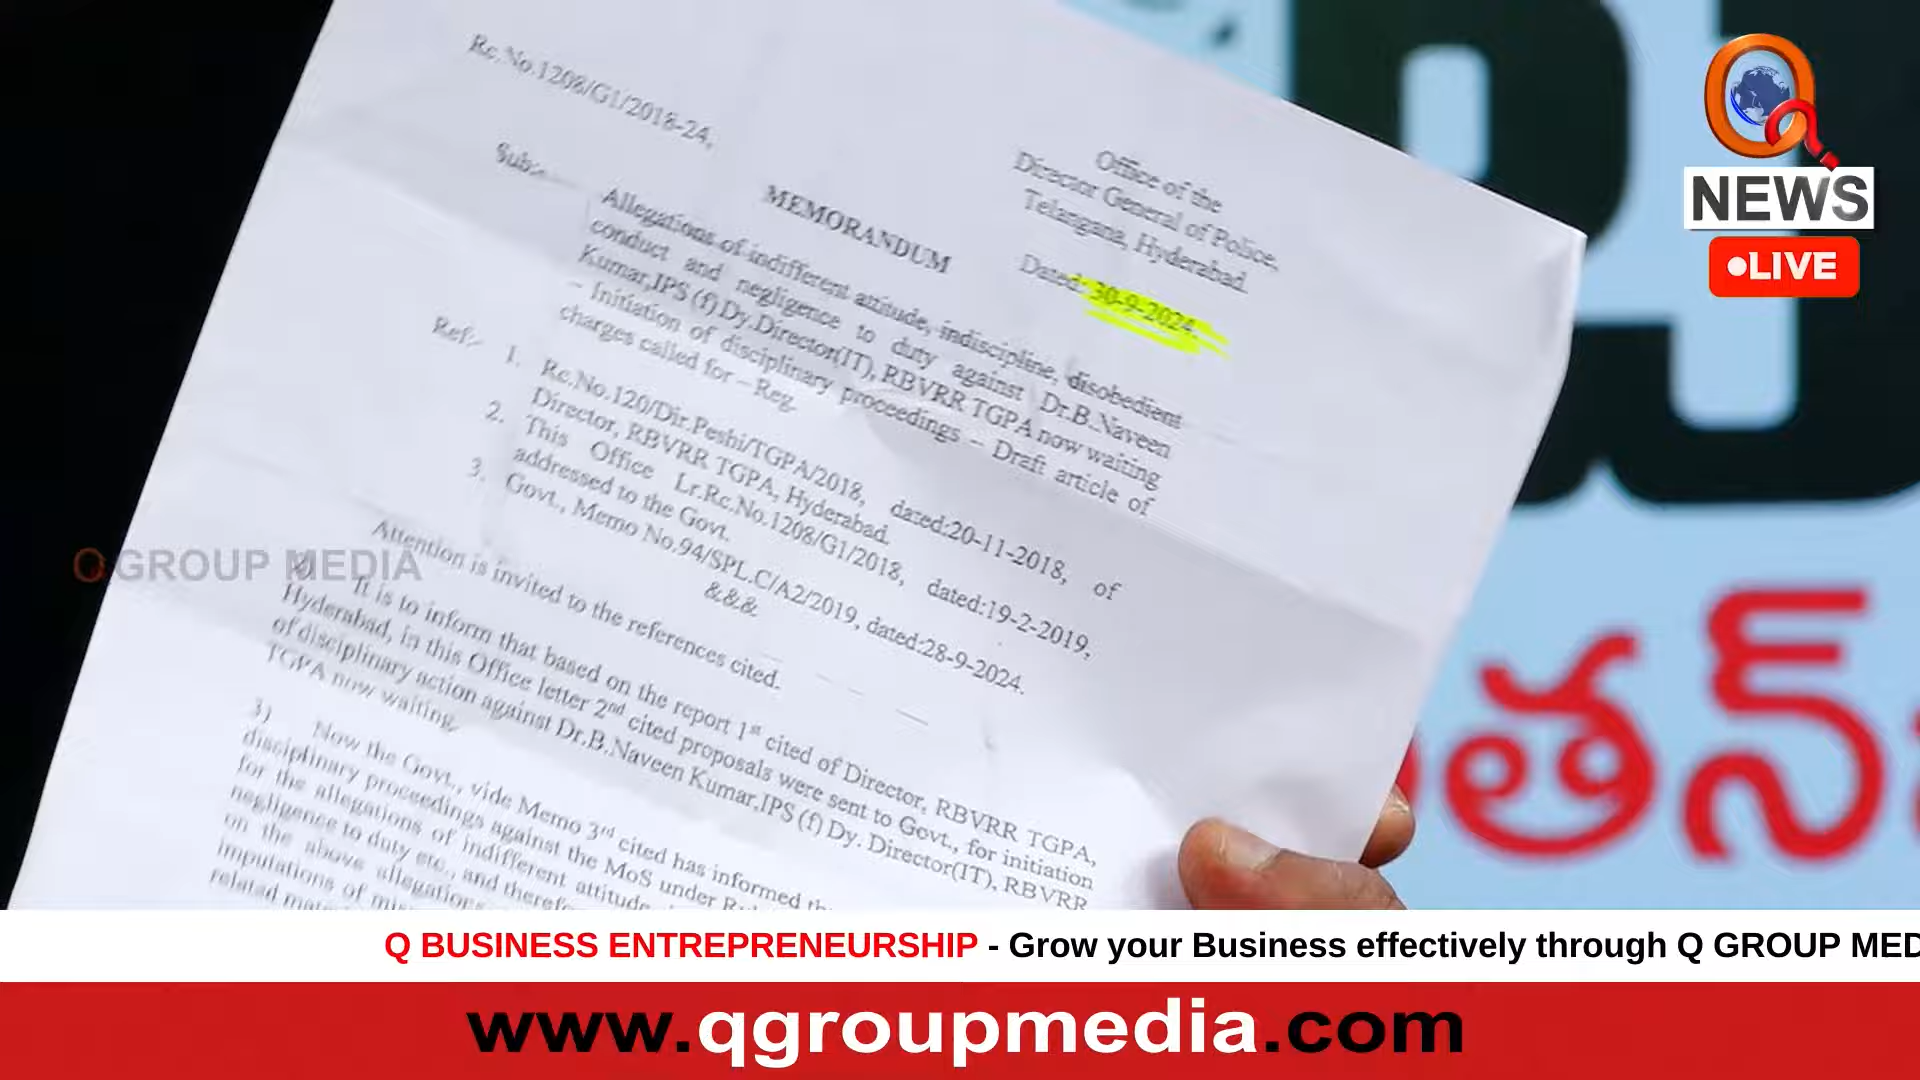 Rc.No.1208/G1/2018-24,
Office of the
Director General of Police,
Telangana, Hyderabad.
Dated: 30-9-2024.
MEMORANDUM
Sub:-
Allegations of indifferent attitude, indiscipline, disobedient
conduct and negligence to duty against Dr.B.Naveen
Kumar,IPS (f) Dy.Director(IT), RBVRR TGPA now waiting
– Initiation of disciplinary proceedings – Draft article of
charges called for – Reg.
Ref:- 1. Rc.No.120/Dir.Peshi/TGPA/2018, dated:20-11-2018, of
Director, RBVRR TGPA, Hyderabad.
2. This Office Lr.Rc.No.1208/G1/2018, dated:19-2-2019,
addressed to the Govt.
3. Govt., Memo No.94/SPL.C/A2/2019, dated:28-9-2024.
&&&
Attention is invited to the references cited.
It is to inform that based on the report 1st cited of Director, RBVRR TGPA,
Hyderabad, in this Office letter 2nd cited proposals were sent to Govt., for initiation
of disciplinary action against Dr.B.Naveen Kumar,IPS (f) Dy. Director(IT), RBVRR
TGPA now waiting.
3) Now the Govt., vide Memo 3rd cited has informed
disciplinary proceedings against the MoS under
for the allegations of indifferent attitude,
negligence to duty etc., and
on the above allegations
imputations of
related
Q GROUP MEDIA
Q
NEWS
LIVE
తన్
Q BUSINESS ENTREPRENEURSHIP - Grow your Business effectively through Q GROUP MED
www.qgroupmedia.com